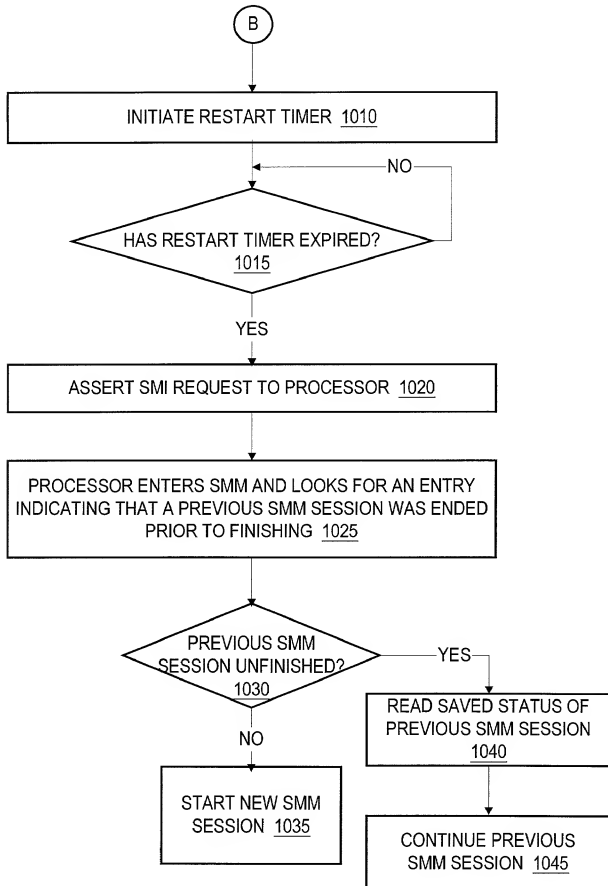 B
INITIATE RESTART TIMER 1010
NO
HAS RESTART TIMER EXPIRED?
1015
YES
ASSERT SMI REQUEST TO PROCESSOR 1020
PROCESSOR ENTERS SMM AND LOOKS FOR AN ENTRY
INDICATING THAT A PREVIOUS SMM SESSION WAS ENDED
PRIOR TO FINISHING 1025
PREVIOUS SMM
SESSION UNFINISHED?
1030
YES
NO
READ SAVED STATUS OF
PREVIOUS SMM SESSION
1040
START NEW SMM
SESSION 1035
CONTINUE PREVIOUS
SMM SESSION 1045